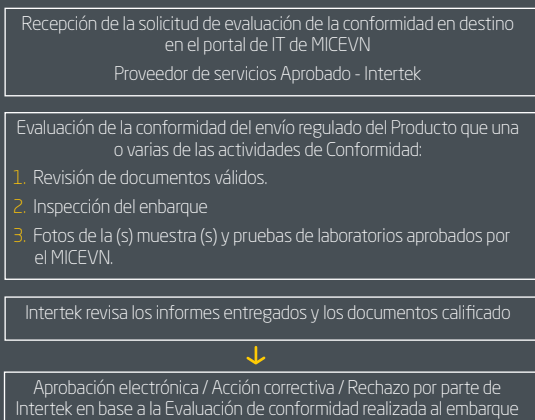 Recepción de la solicitud de evaluación de la conformidad en destino
en el portal de IT de MICEVN
Proveedor de servicios Aprobado - Intertek
Evaluación de la conformidad del envío regulado del Producto que una
o varias de las actividades de Conformidad:
1. Revisión de documentos válidos.
2. Inspección del enbarque
3. Fotos de la (s) muestra (s) y pruebas de laboratorios aprobados por
el MICEVN.
Intertek revisa los informes entregados y los documentos calificado
Aprobación electrónica / Acción correctiva / Rechazo por parte de
Intertek en base a la Evaluación de conformidad realizada al embarque